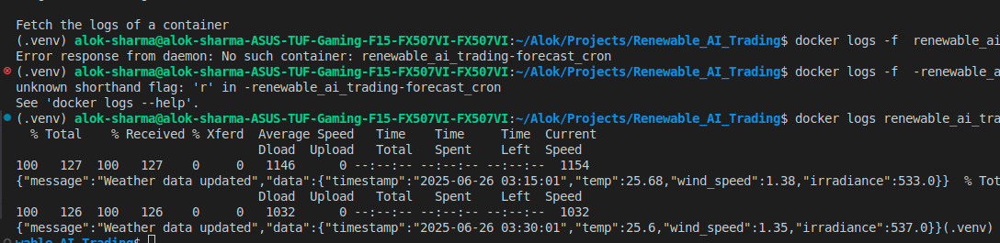 Fetch the logs of a container
(.venv) alok-sharma@alok-sharma-ASUS-TUF-Gaming-F15-FX507VI-FX507VI:~/Alok/Projects/Renewable_AI_Trading$ docker logs -f  renewable_ai
Error response from daemon: No such container: renewable_ai_trading-forecast_cron
(.venv) alok-sharma@alok-sharma-ASUS-TUF-Gaming-F15-FX507VI-FX507VI:~/Alok/Projects/Renewable_AI_Trading$ docker logs -f  -renewable_a
unknown shorthand flag: 'r' in -renewable_ai_trading-forecast_cron
See 'docker logs --help'.
(.venv) alok-sharma@alok-sharma-ASUS-TUF-Gaming-F15-FX507VI-FX507VI:~/Alok/Projects/Renewable_AI_Trading$ docker logs renewable_ai_tra
  % Total    % Received % Xferd  Average Speed   Time    Time     Time  Current
                                 Dload  Upload   Total   Spent    Left  Speed
100   127  100   127    0     0   1146      0 --:--:-- --:--:-- --:--:--  1154
{"message":"Weather data updated","data":{"timestamp":"2025-06-26 03:15:01","temp":25.68,"wind_speed":1.38,"irradiance":533.0}}  % Tot
                                 Dload  Upload   Total   Spent    Left  Speed
100   126  100   126    0     0   1032      0 --:--:-- --:--:-- --:--:--  1032
{"message":"Weather data updated","data":{"timestamp":"2025-06-26 03:30:01","temp":25.6,"wind_speed":1.35,"irradiance":537.0}}(.venv)
wable_AI_Trading$